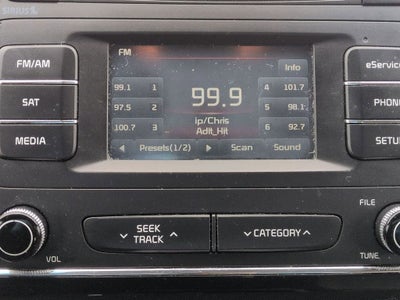 SIRIUS
FM/AM
SAT
MEDIA
FM
Info
99.1 1
97.5 2
100.7 3
99.9
ip/Chris
Adlt_Hit
4 101.7
5 98.1
6 92.7
◀ Presets(1/2) ▶ Scan Sound
eService
PHONE
SETU
VOL
∨ SEEK TRACK ∧
∨ CATEGORY ∧
FILE
TUNE